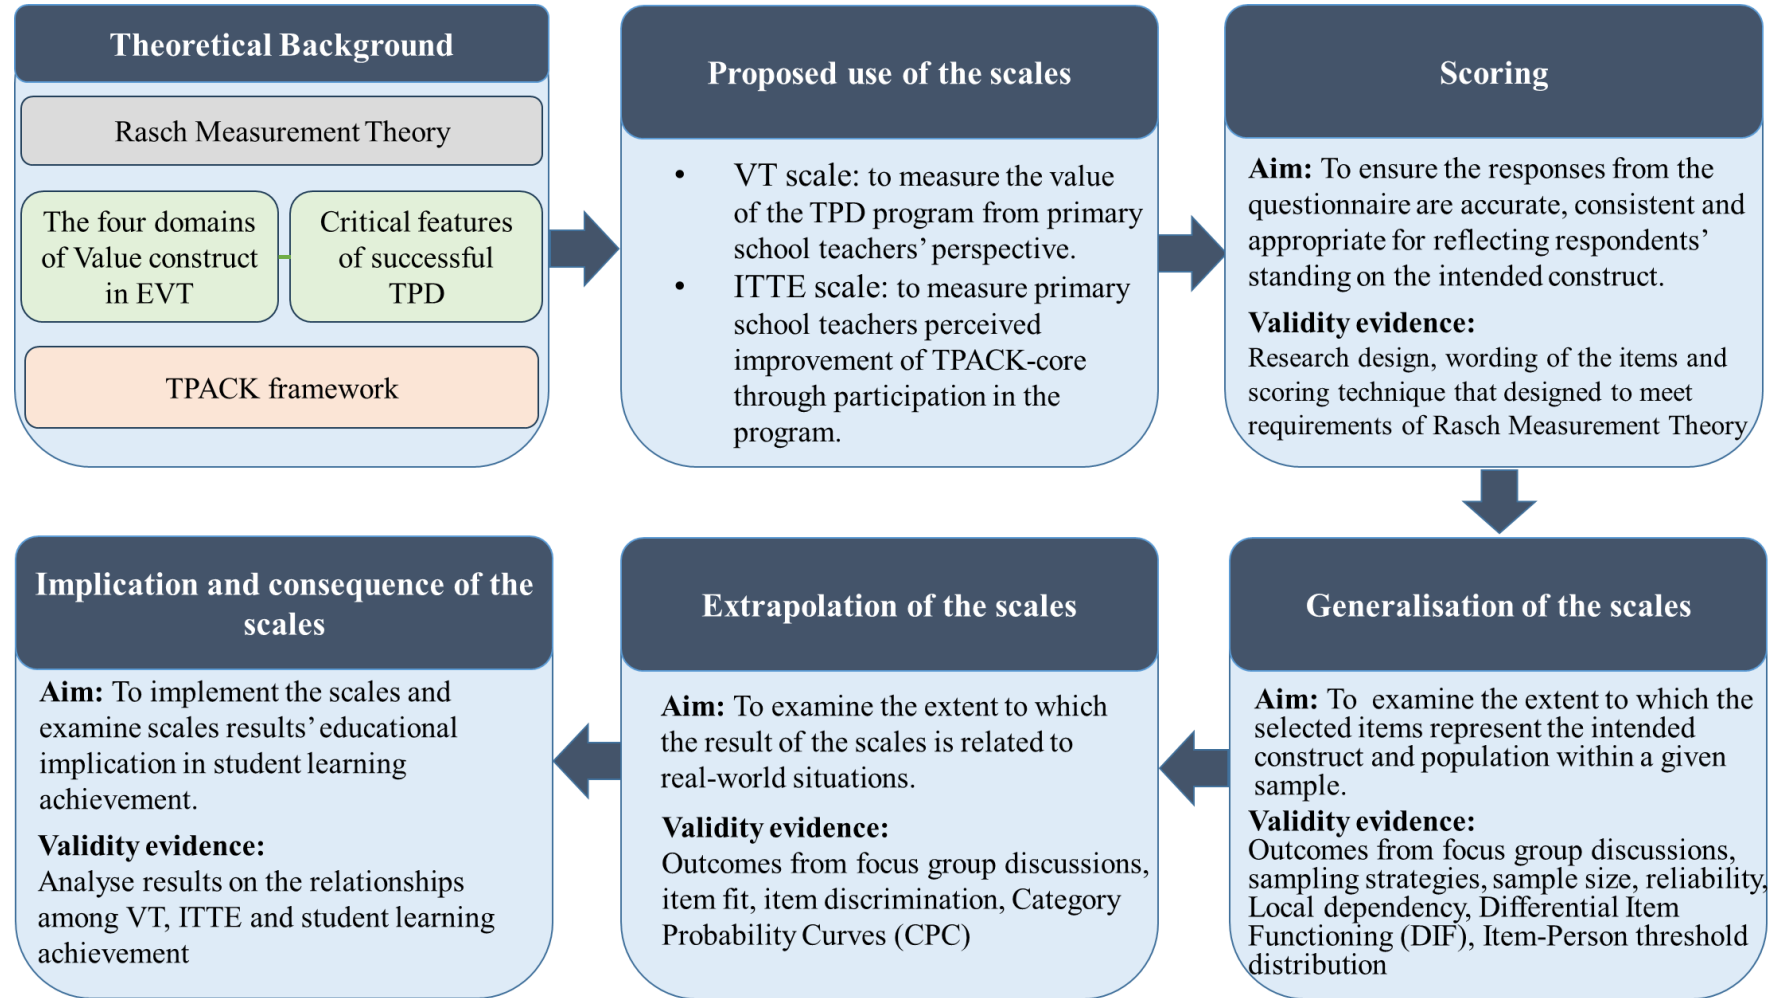 Theoretical Background
Rasch Measurement Theory
The four domains
of Value construct
in EVT
Critical features
of successful
TPD
TPACK framework
Proposed use of the scales
• VT scale: to measure the value
of the TPD program from primary
school teachers’ perspective.
• ITTE scale: to measure primary
school teachers perceived
improvement of TPACK-core
through participation in the
program.
Scoring
Aim: To ensure the responses from the
questionnaire are accurate, consistent and
appropriate for reflecting respondents’
standing on the intended construct.
Validity evidence:
Research design, wording of the items and
scoring technique that designed to meet
requirements of Rasch Measurement Theory
Generalisation of the scales
Aim: To examine the extent to which the
selected items represent the intended
construct and population within a given
sample.
Validity evidence:
Outcomes from focus group discussions,
sampling strategies, sample size, reliability,
Local dependency, Differential Item
Functioning (DIF), Item-Person threshold
distribution
Extrapolation of the scales
Aim: To examine the extent to which
the result of the scales is related to
real-world situations.
Validity evidence:
Outcomes from focus group discussions,
item fit, item discrimination, Category
Probability Curves (CPC)
Implication and consequence of the
scales
Aim: To implement the scales and
examine scales results’ educational
implication in student learning
achievement.
Validity evidence:
Analyse results on the relationships
among VT, ITTE and student learning
achievement